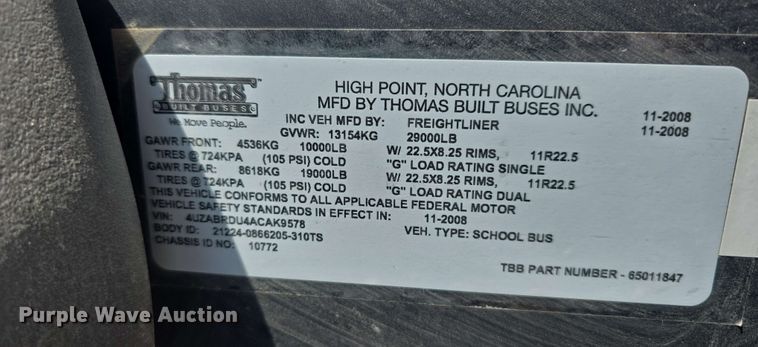 Thomas™
BUILT BUSES
We Move People.
HIGH POINT, NORTH CAROLINA
MFD BY THOMAS BUILT BUSES INC. 11-2008
INC VEH MFD BY: FREIGHTLINER 11-2008
GVWR: 13154KG 29000LB
GAWR FRONT: 4536KG 10000LB W/ 22.5X8.25 RIMS, 11R22.5
TIRES @ 724KPA (105 PSI) COLD "G" LOAD RATING SINGLE
GAWR REAR: 8618KG 19000LB W/ 22.5X8.25 RIMS, 11R22.5
TIRES @ 724KPA (105 PSI) COLD "G" LOAD RATING DUAL
THIS VEHICLE CONFORMS TO ALL APPLICABLE FEDERAL MOTOR
VEHICLE SAFETY STANDARDS IN EFFECT IN: 11-2008
VIN: 4UZABRDU4ACAK9578
BODY ID: 21224-0866205-310TS VEH. TYPE: SCHOOL BUS
CHASSIS ID NO: 10772
TBB PART NUMBER - 65011847
Purple Wave Auction